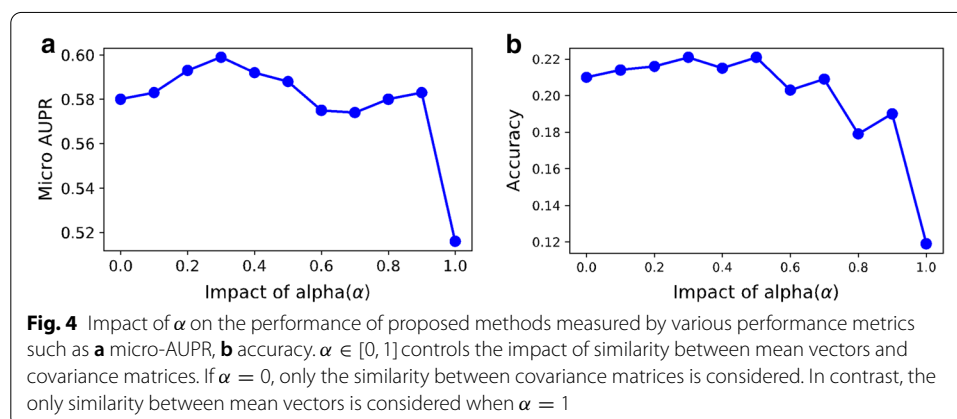 a
0.60
0.58
0.56
0.54
0.52
Micro AUPR
0.0 0.2 0.4 0.6 0.8 1.0
Impact of alpha(α)
b
0.22
0.20
0.18
0.16
0.14
0.12
Accuracy
0.0 0.2 0.4 0.6 0.8 1.0
Impact of alpha(α)
Fig. 4 Impact of α on the performance of proposed methods measured by various performance metrics
such as a micro-AUPR, b accuracy. α ∈ [0, 1] controls the impact of similarity between mean vectors and
covariance matrices. If α = 0, only the similarity between covariance matrices is considered. In contrast, the
only similarity between mean vectors is considered when α = 1